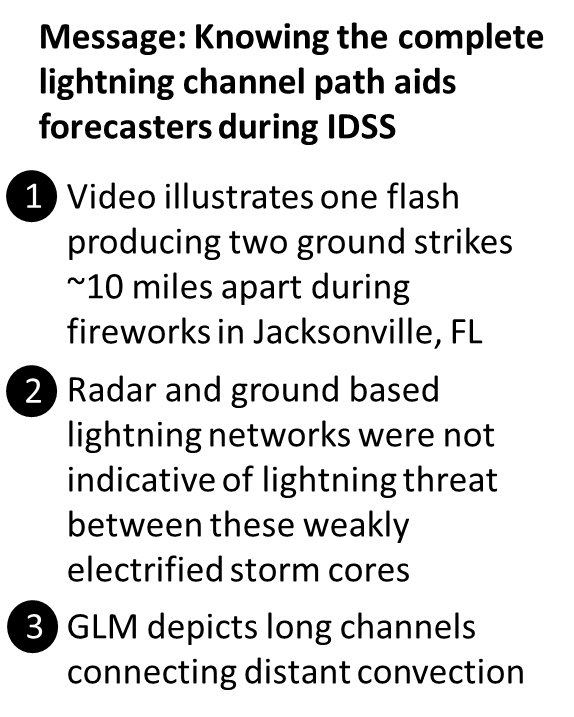 Message: Knowing the complete
lightning channel path aids
forecasters during IDSS
1 Video illustrates one flash
producing two ground strikes
~10 miles apart during
fireworks in Jacksonville, FL
2 Radar and ground based
lightning networks were not
indicative of lightning threat
between these weakly
electrified storm cores
3 GLM depicts long channels
connecting distant convection